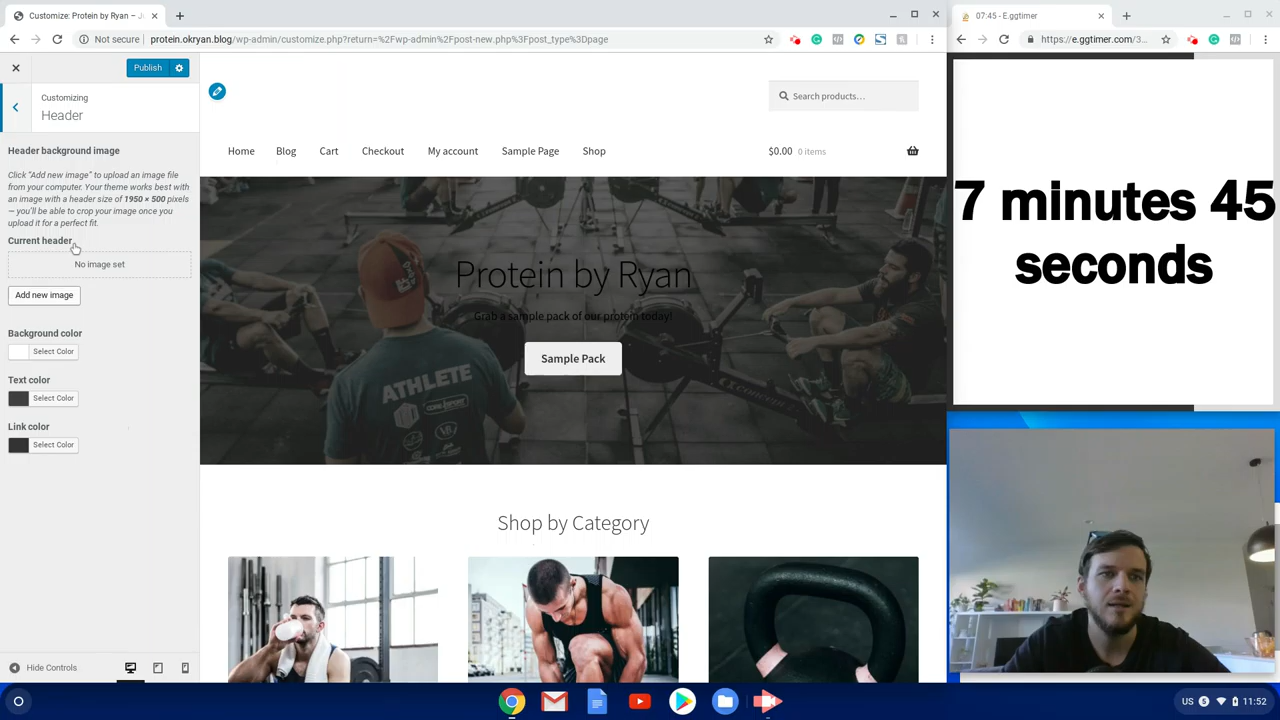 Customize: Protein by Ryan – J
07:45 - E.ggtimer
Not secure
protein.okryan.blog/wp-admin/customize.php?return=%2Fwp-admin%2Fpost-new.php%3Fpost_type%3Dpage
https://e.ggtimer.com/3...
Publish
Customizing
Header
Header background image
Click “Add new image” to upload an image file
from your computer. Your theme works best with
an image with a header size of 1950 × 500 pixels
— you’ll be able to crop your image once you
upload it for a perfect fit.
Current header
No image set
Add new image
Background color
Select Color
Text color
Select Color
Link color
Select Color
Hide Controls
Search products…
Home Blog Cart Checkout My account Sample Page Shop
$0.00 0 items
Protein by Ryan
Grab a sample pack of our protein today!
Sample Pack
ATHLETE
Shop by Category
7 minutes 45
seconds
US 5 11:52